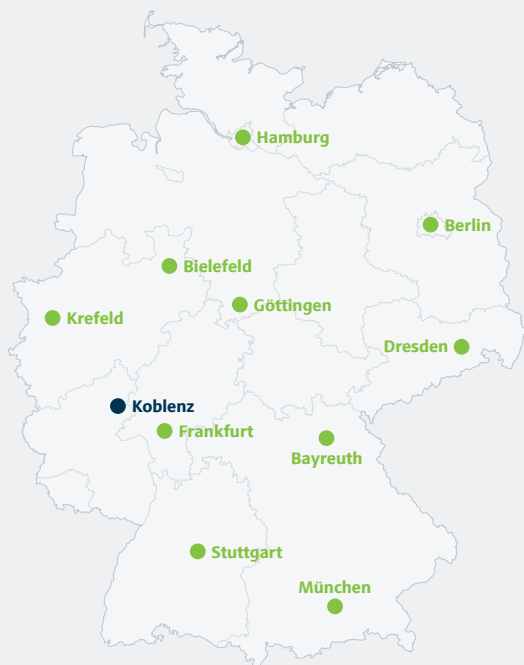 Hamburg
Berlin
Bielefeld
Göttingen
Krefeld
Dresden
Koblenz
Frankfurt
Bayreuth
Stuttgart
München